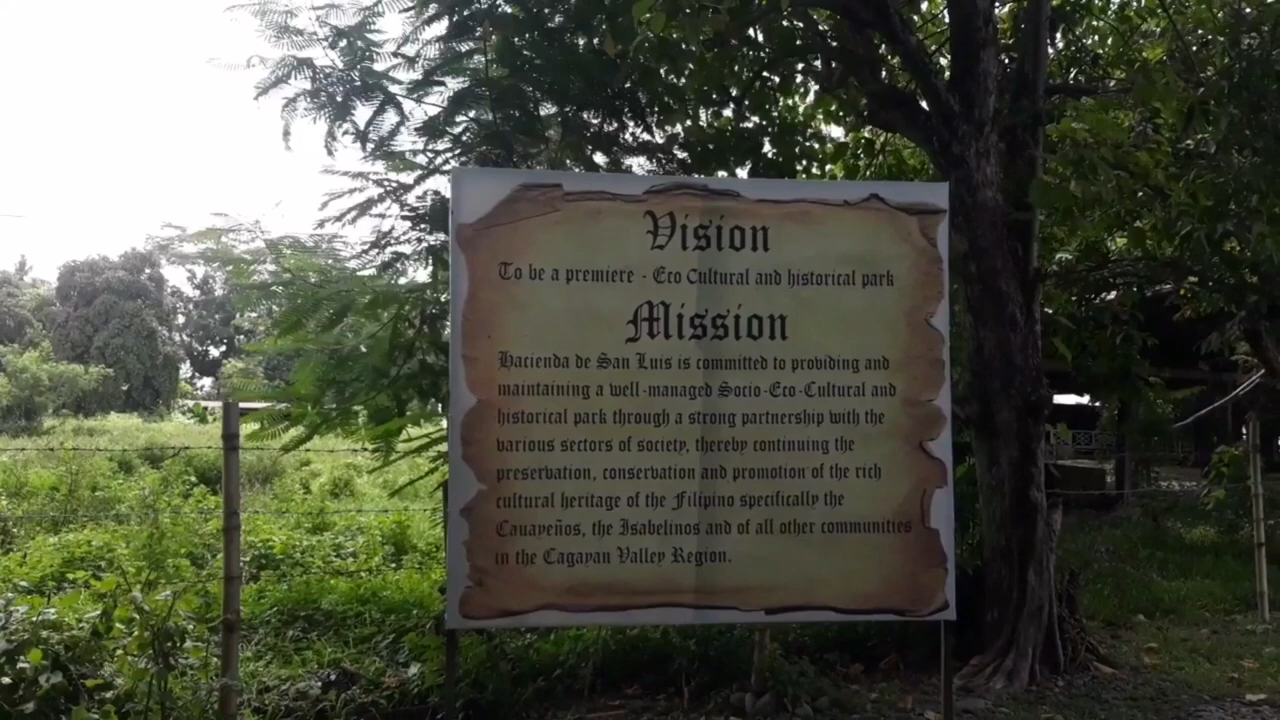 Vision
To be a premiere - Eco Cultural and historical park
Mission
Hacienda de San Luis is committed to providing and
maintaining a well-managed Socio-Eco-Cultural and
historical park through a strong partnership with the
various sectors of society, thereby continuing the
preservation, conservation and promotion of the rich
cultural heritage of the Filipino specifically the
Cauayeños, the Isabelinos and of all other communities
in the Cagayan Valley Region.